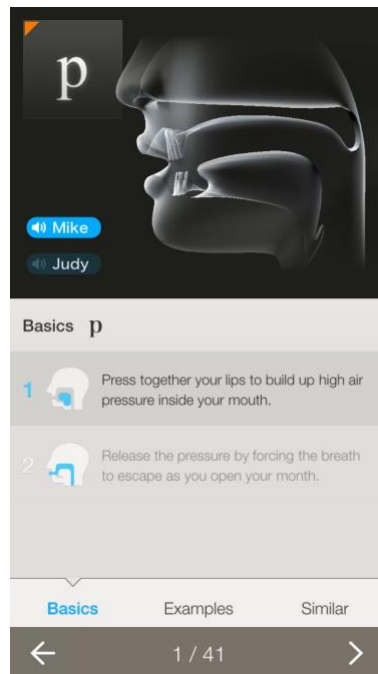 p
Mike
Judy
Basics p
1
Press together your lips to build up high air
pressure inside your mouth.
2
Release the pressure by forcing the breath
to escape as you open your month.
Basics Examples Similar
1 / 41